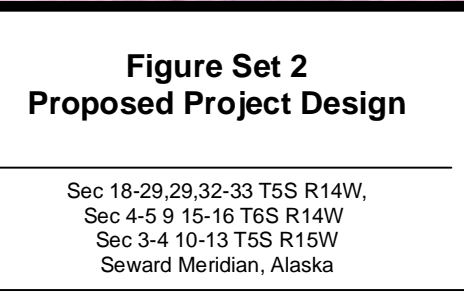 Figure Set 2
Proposed Project Design
Sec 18-29,29,32-33 T5S R14W,
Sec 4-5 9 15-16 T6S R14W
Sec 3-4 10-13 T5S R15W
Seward Meridian, Alaska